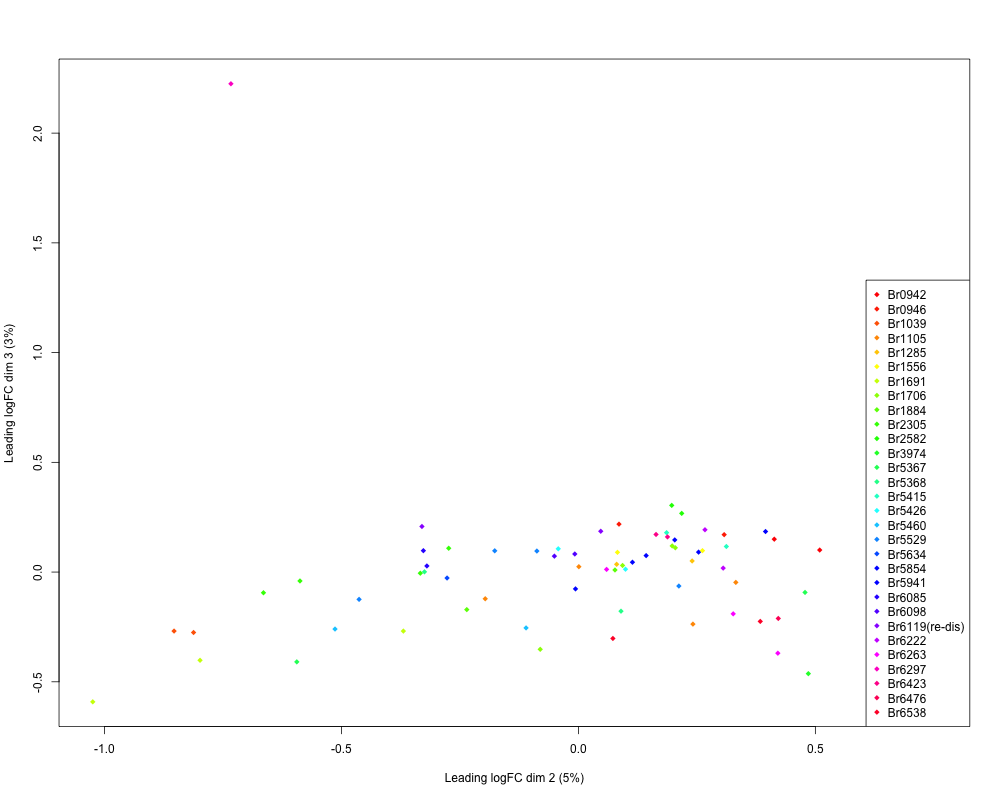 2.0
1.5
1.0
0.5
0.0
-0.5
Leading logFC dim 3 (3%)
Br0942
Br0946
Br1039
Br1105
Br1285
Br1556
Br1691
Br1706
Br1884
Br2305
Br2582
Br3974
Br5367
Br5368
Br5415
Br5426
Br5460
Br5529
Br5634
Br5854
Br5941
Br6085
Br6098
Br6119(re-dis)
Br6222
Br6263
Br6297
Br6423
Br6476
Br6538
-1.0 -0.5 0.0 0.5
Leading logFC dim 2 (5%)